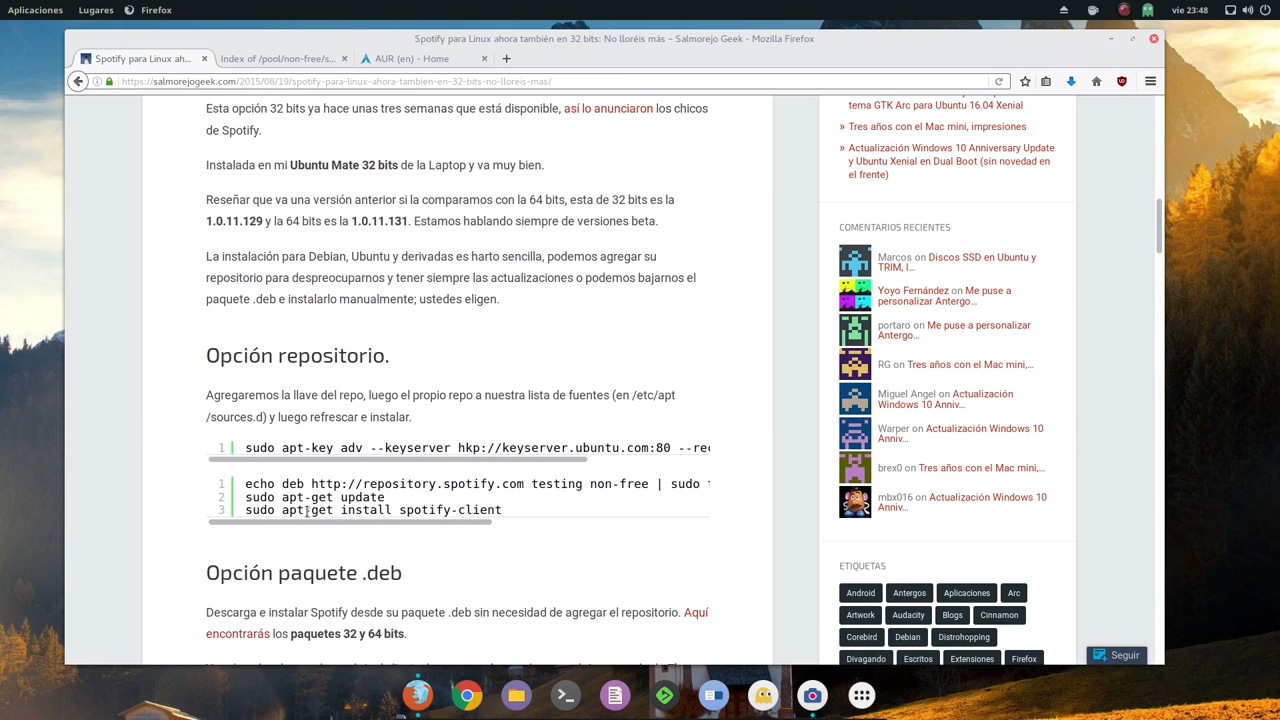 Aplicaciones Lugares Firefox vie 23:48
Spotify para Linux ahora también en 32 bits: No lloréis más – Salmorejo Geek - Mozilla Firefox
Spotify para Linux ah... × Index of /pool/non-free/s... × AUR (en) - Home × +
https://salmorejogeek.com/2015/08/19/spotify-para-linux-ahora-tambien-en-32-bits-no-lloreis-mas/
Esta opción 32 bits ya hace unas tres semanas que está disponible, así lo anunciaron los chicos
de Spotify.
Instalada en mi Ubuntu Mate 32 bits de la Laptop y va muy bien.
Reseñar que va una versión anterior si la comparamos con la 64 bits, esta de 32 bits es la
1.0.11.129 y la 64 bits es la 1.0.11.131. Estamos hablando siempre de versiones beta.
La instalación para Debian, Ubuntu y derivadas es harto sencilla, podemos agregar su
repositorio para despreocuparnos y tener siempre las actualizaciones o podemos bajarnos el
paquete .deb e instalarlo manualmente; ustedes eligen.
Opción repositorio.
Agregaremos la llave del repo, luego el propio repo a nuestra lista de fuentes (en /etc/apt
/sources.d) y luego refrescar e instalar.
1 sudo apt-key adv --keyserver hkp://keyserver.ubuntu.com:80 --rec
1 echo deb http://repository.spotify.com testing non-free | sudo t
2 sudo apt-get update
3 sudo apt-get install spotify-client
Opción paquete .deb
Descarga e instalar Spotify desde su paquete .deb sin necesidad de agregar el repositorio. Aquí
encontrarás los paquetes 32 y 64 bits.
tema GTK Arc para Ubuntu 16.04 Xenial
» Tres años con el Mac mini, impresiones
» Actualización Windows 10 Anniversary Update
y Ubuntu Xenial en Dual Boot (sin novedad en
el frente)
COMENTARIOS RECIENTES
Marcos on Discos SSD en Ubuntu y
TRIM, l…
Yoyo Fernández on Me puse a
personalizar Antergo…
portaro on Me puse a personalizar
Antergo…
RG on Tres años con el Mac mini,…
Miguel Angel on Actualización
Windows 10 Anniv…
Warper on Actualización Windows 10
Anniv…
brex0 on Tres años con el Mac mini,…
mbx016 on Actualización Windows 10
Anniv…
ETIQUETAS
Android Antergos Aplicaciones Arc
Artwork Audacity Blogs Cinnamon
Corebird Debian Distrohopping
Divagando Escritos Extensiones Firefox
Seguir